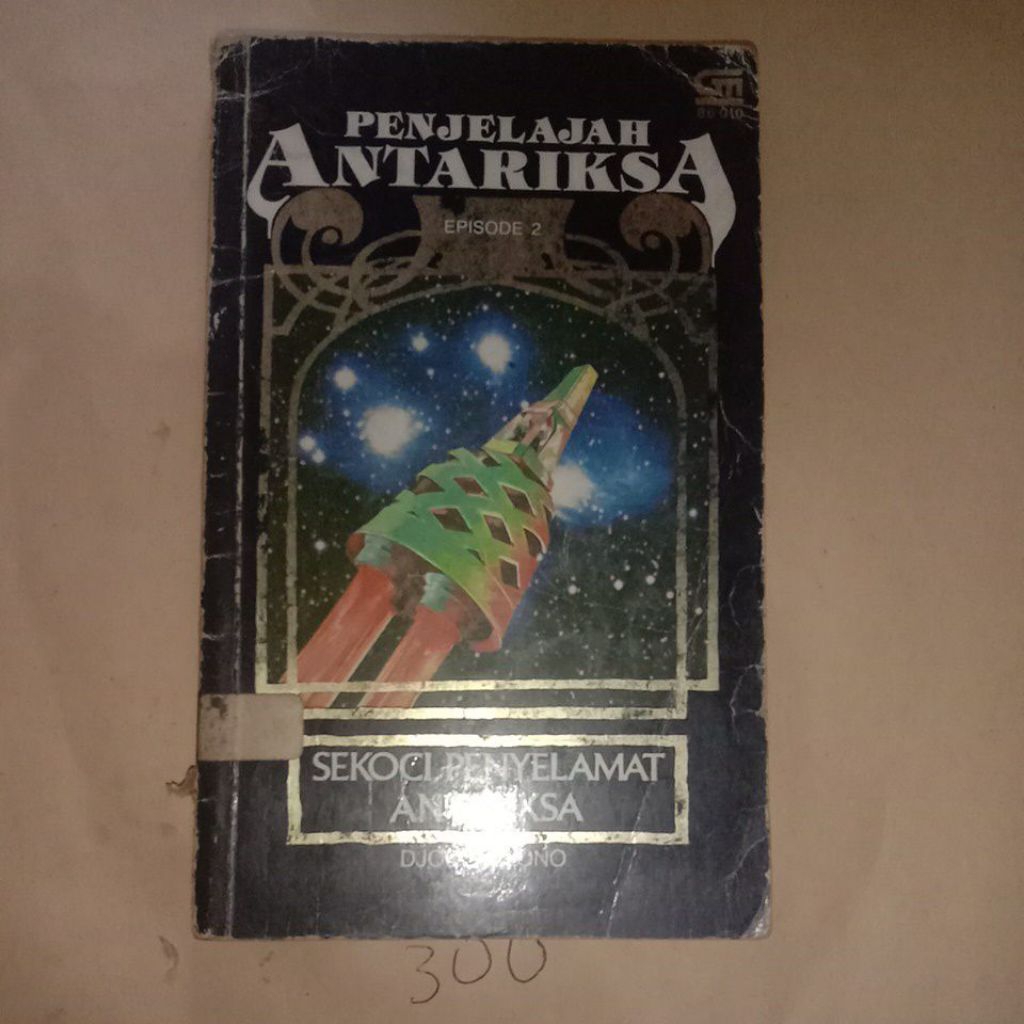 PENJELAJAH
ANTARIKSA
EPISODE 2
SEKOCI PENYELAMAT
300